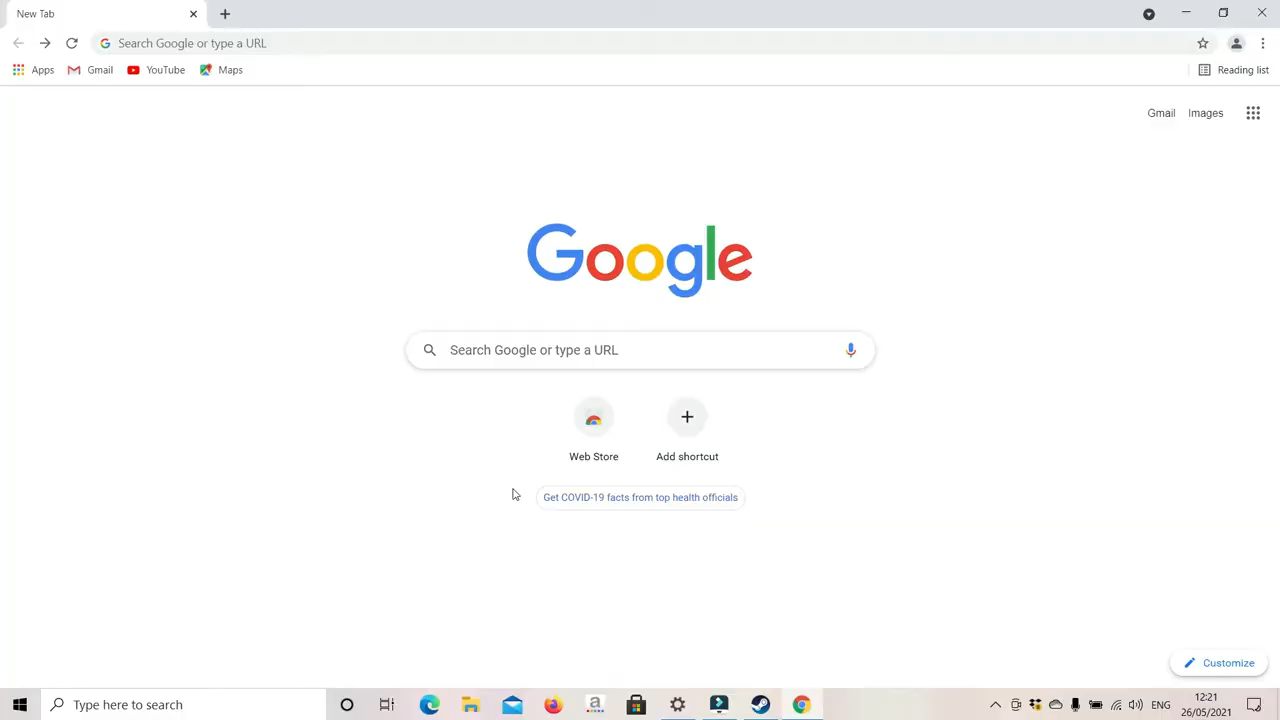 New Tab
Search Google or type a URL
Apps Gmail YouTube Maps Reading list
Gmail Images
Google
Search Google or type a URL
Web Store Add shortcut
Get COVID-19 facts from top health officials
Customize
Type here to search
ENG
12:21
26/05/2021